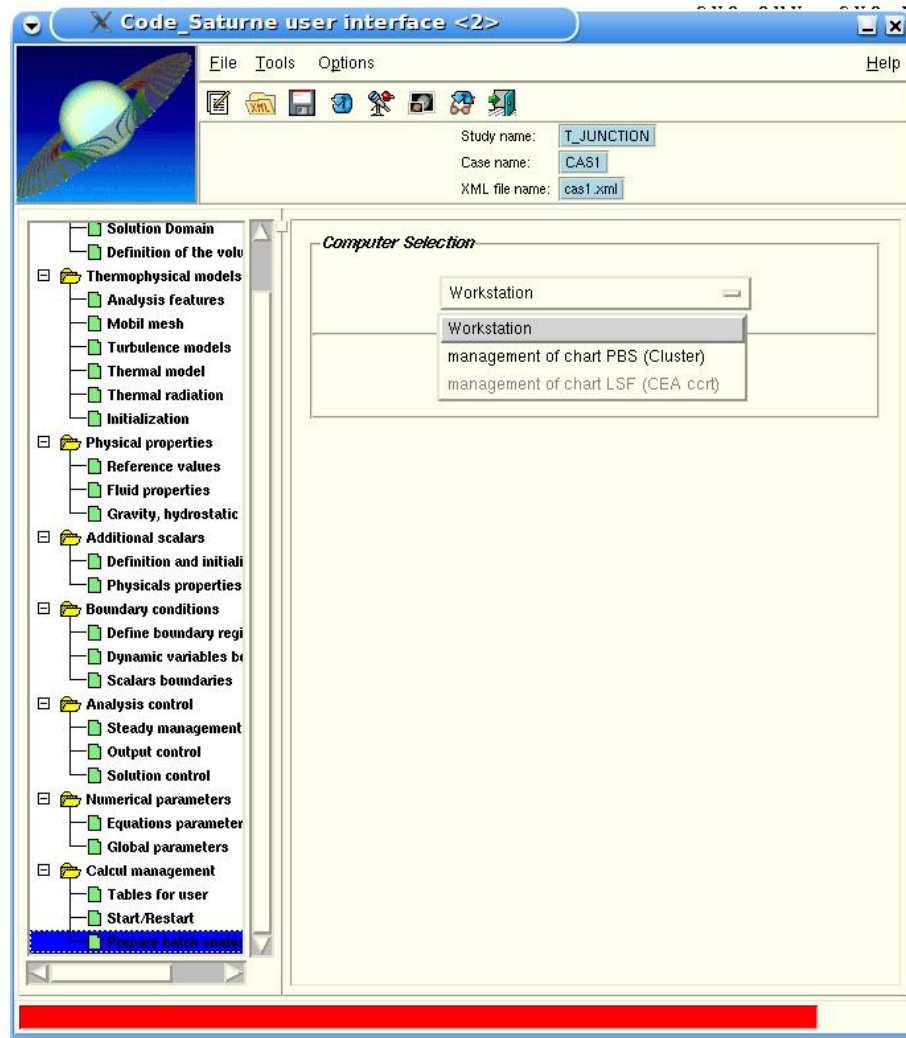 Code_Saturne user interface <2>
File Tools Options Help
XML
Study name: T_JUNCTION
Case name: CAS1
XML file name: cas1.xml
Solution Domain
Definition of the volu
Thermophysical models
Analysis features
Mobil mesh
Turbulence models
Thermal model
Thermal radiation
Initialization
Physical properties
Reference values
Fluid properties
Gravity, hydrostatic
Additional scalars
Definition and initiali
Physicals properties
Boundary conditions
Define boundary regi
Dynamic variables b
Scalars boundaries
Analysis control
Steady management
Output control
Solution control
Numerical parameters
Equations parameter
Global parameters
Calcul management
Tables for user
Start/Restart
Prepare batch analy
Computer Selection
Workstation
Workstation
management of chart PBS (Cluster)
management of chart LSF (CEA ccrt)